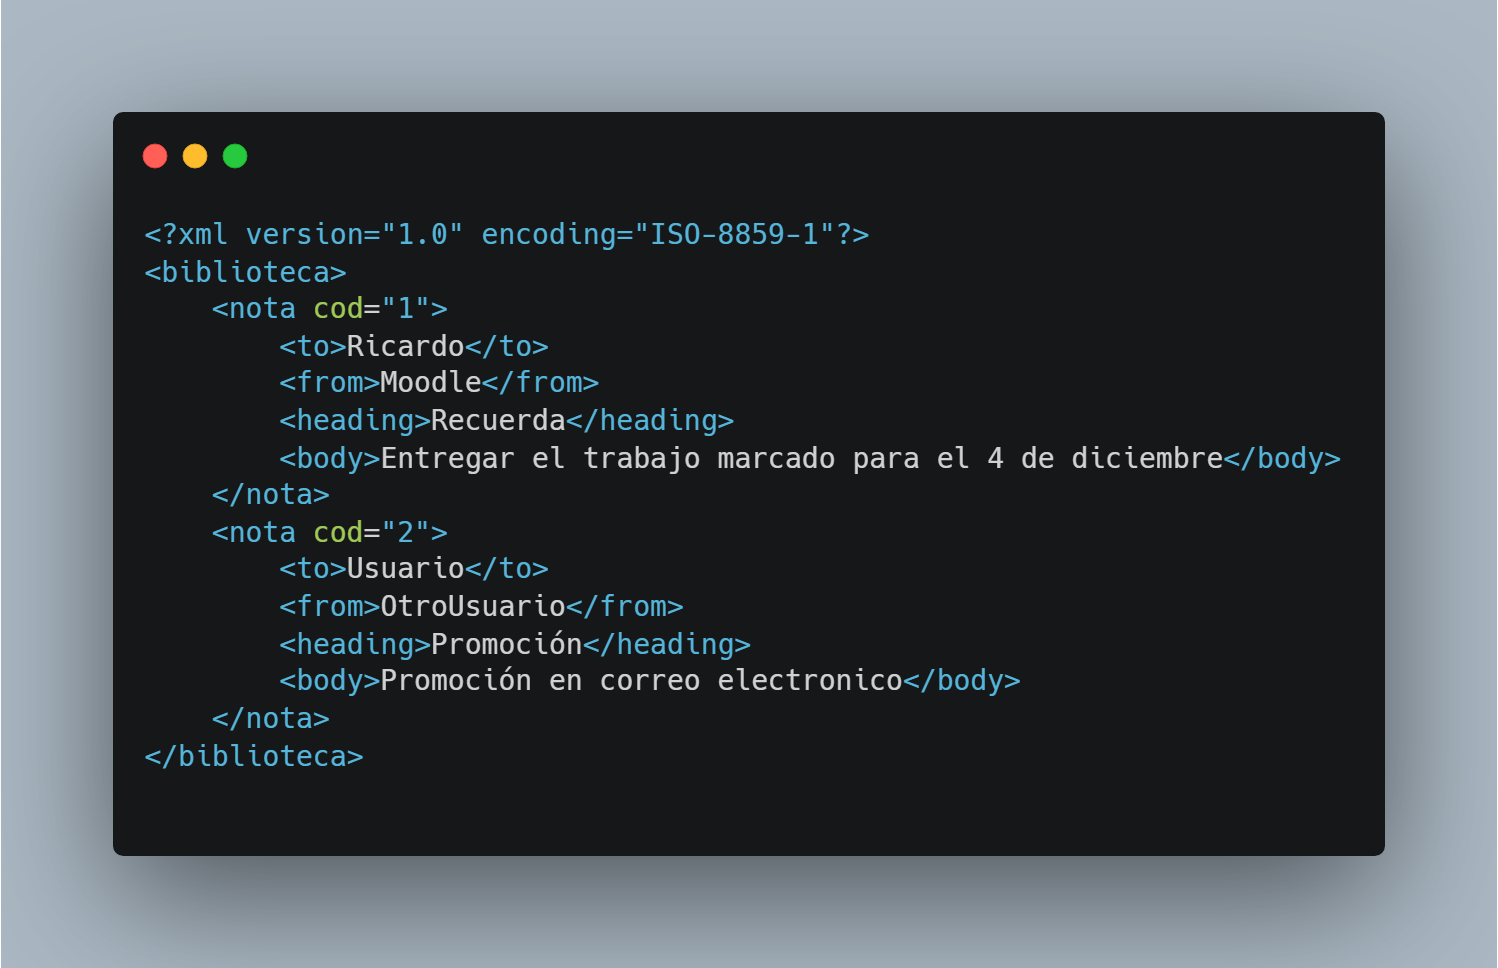 <?xml version="1.0" encoding="ISO-8859-1"?>
<biblioteca>
    <nota cod="1">
        <to>Ricardo</to>
        <from>Moodle</from>
        <heading>Recuerda</heading>
        <body>Entregar el trabajo marcado para el 4 de diciembre</body>
    </nota>
    <nota cod="2">
        <to>Usuario</to>
        <from>OtroUsuario</from>
        <heading>Promoción</heading>
        <body>Promoción en correo electronico</body>
    </nota>
</biblioteca>